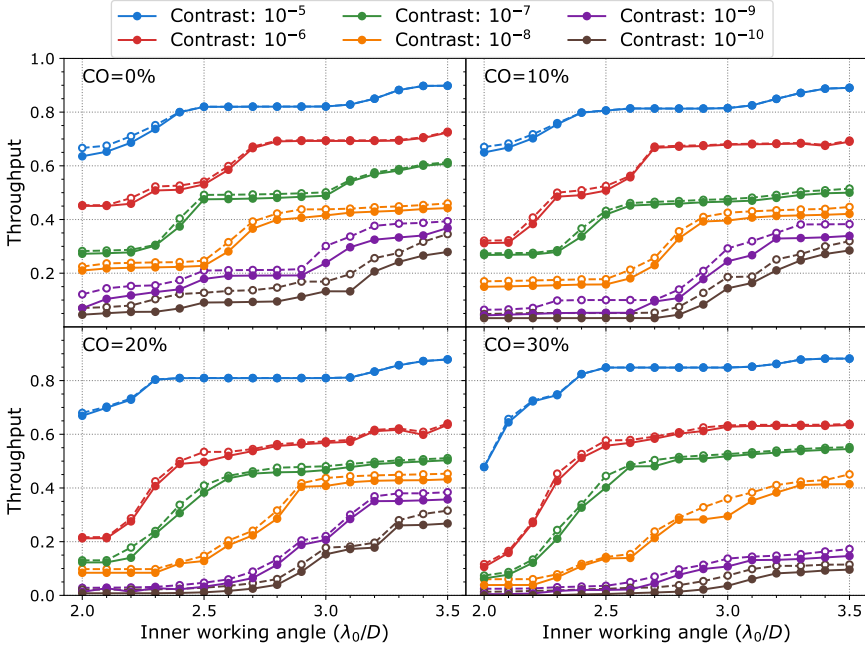 Contrast: 10⁻⁵ Contrast: 10⁻⁷ Contrast: 10⁻⁹
Contrast: 10⁻⁶ Contrast: 10⁻⁸ Contrast: 10⁻¹⁰
1.0
CO=0% CO=10%
0.8
0.6
Throughput
0.4
0.2
CO=20% CO=30%
0.8
0.6
Throughput
0.4
0.2
0.0
2.0 2.5 3.0 3.5 2.0 2.5 3.0 3.5
Inner working angle (λ₀/D) Inner working angle (λ₀/D)